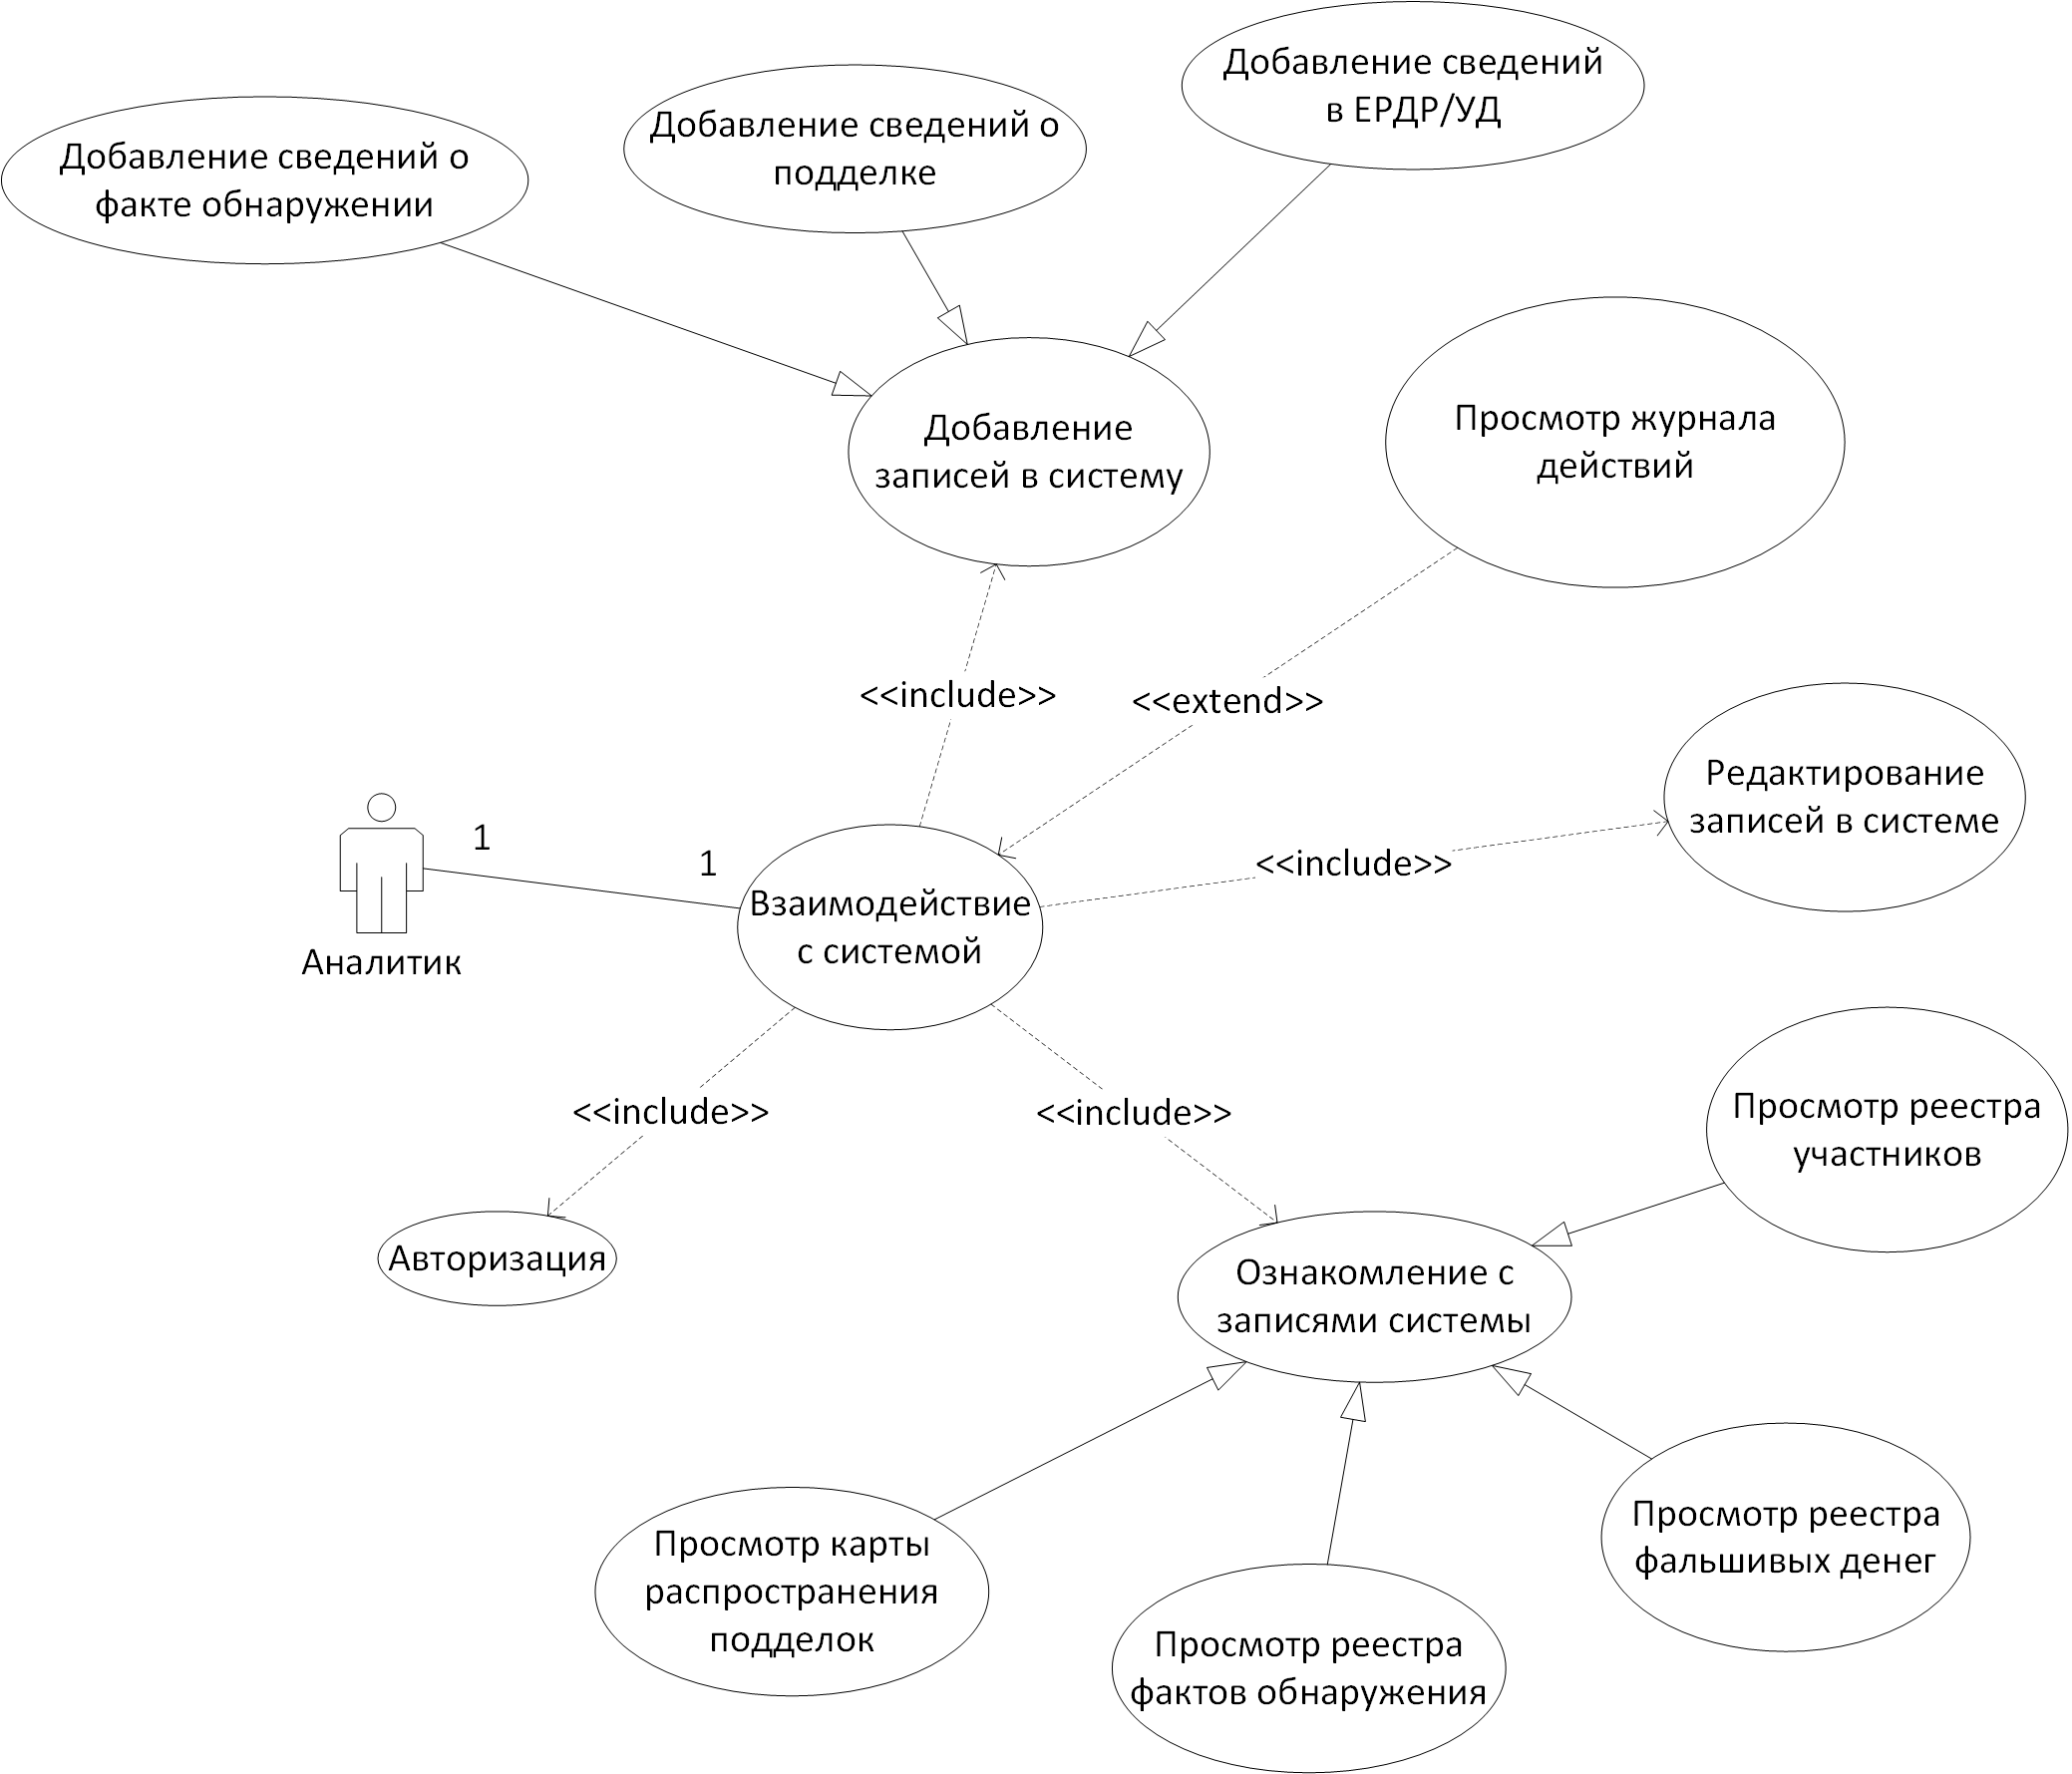 Добавление сведений
в ЕРДР/УД
Добавление сведений о
подделке
Добавление сведений о
факте обнаружении
Добавление
записей в систему
Просмотр журнала
действий
<<include>>
<<extend>>
Редактирование
записей в системе
<<include>>
1
1
Взаимодействие
с системой
Аналитик
<<include>>
<<include>>
Просмотр реестра
участников
Авторизация
Ознакомление с
записями системы
Просмотр реестра
фальшивых денег
Просмотр карты
распространения
подделок
Просмотр реестра
фактов обнаружения